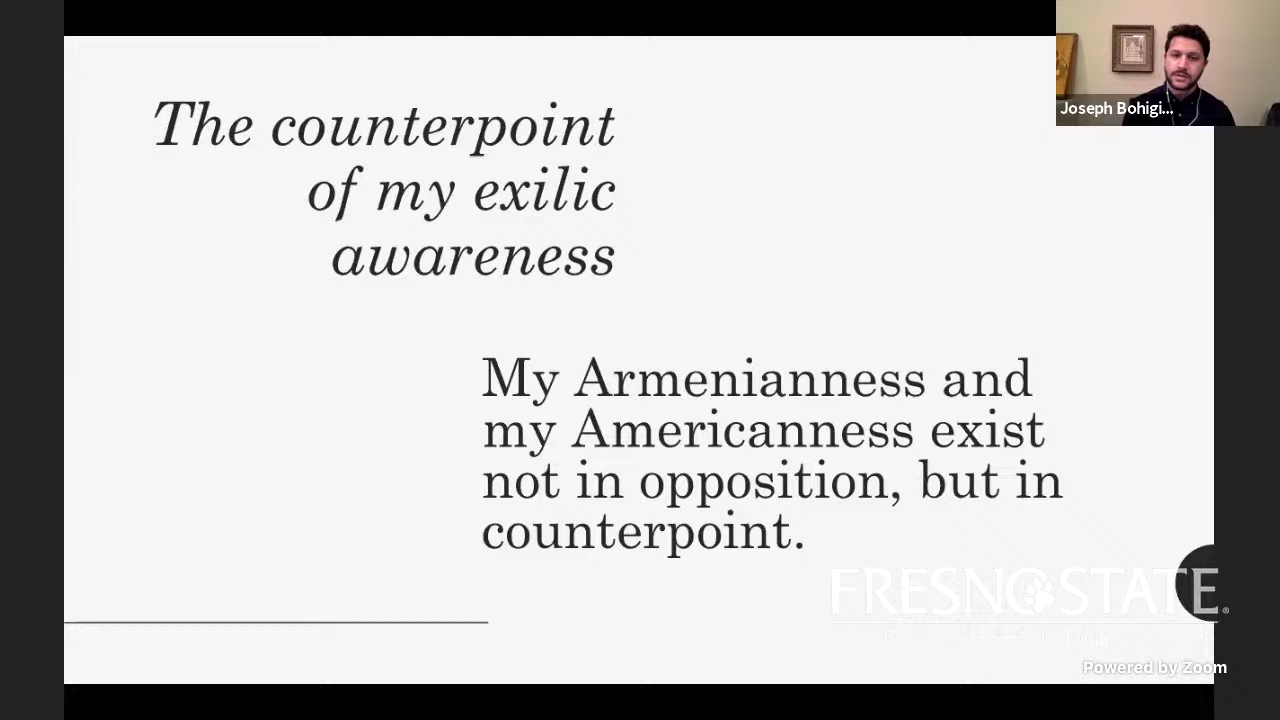 The counterpoint
of my exilic
awareness
My Armenianness and
my Americanness exist
not in opposition, but in
counterpoint.
Joseph Bohigi...
FRESNO STATE®
Powered by Zoom